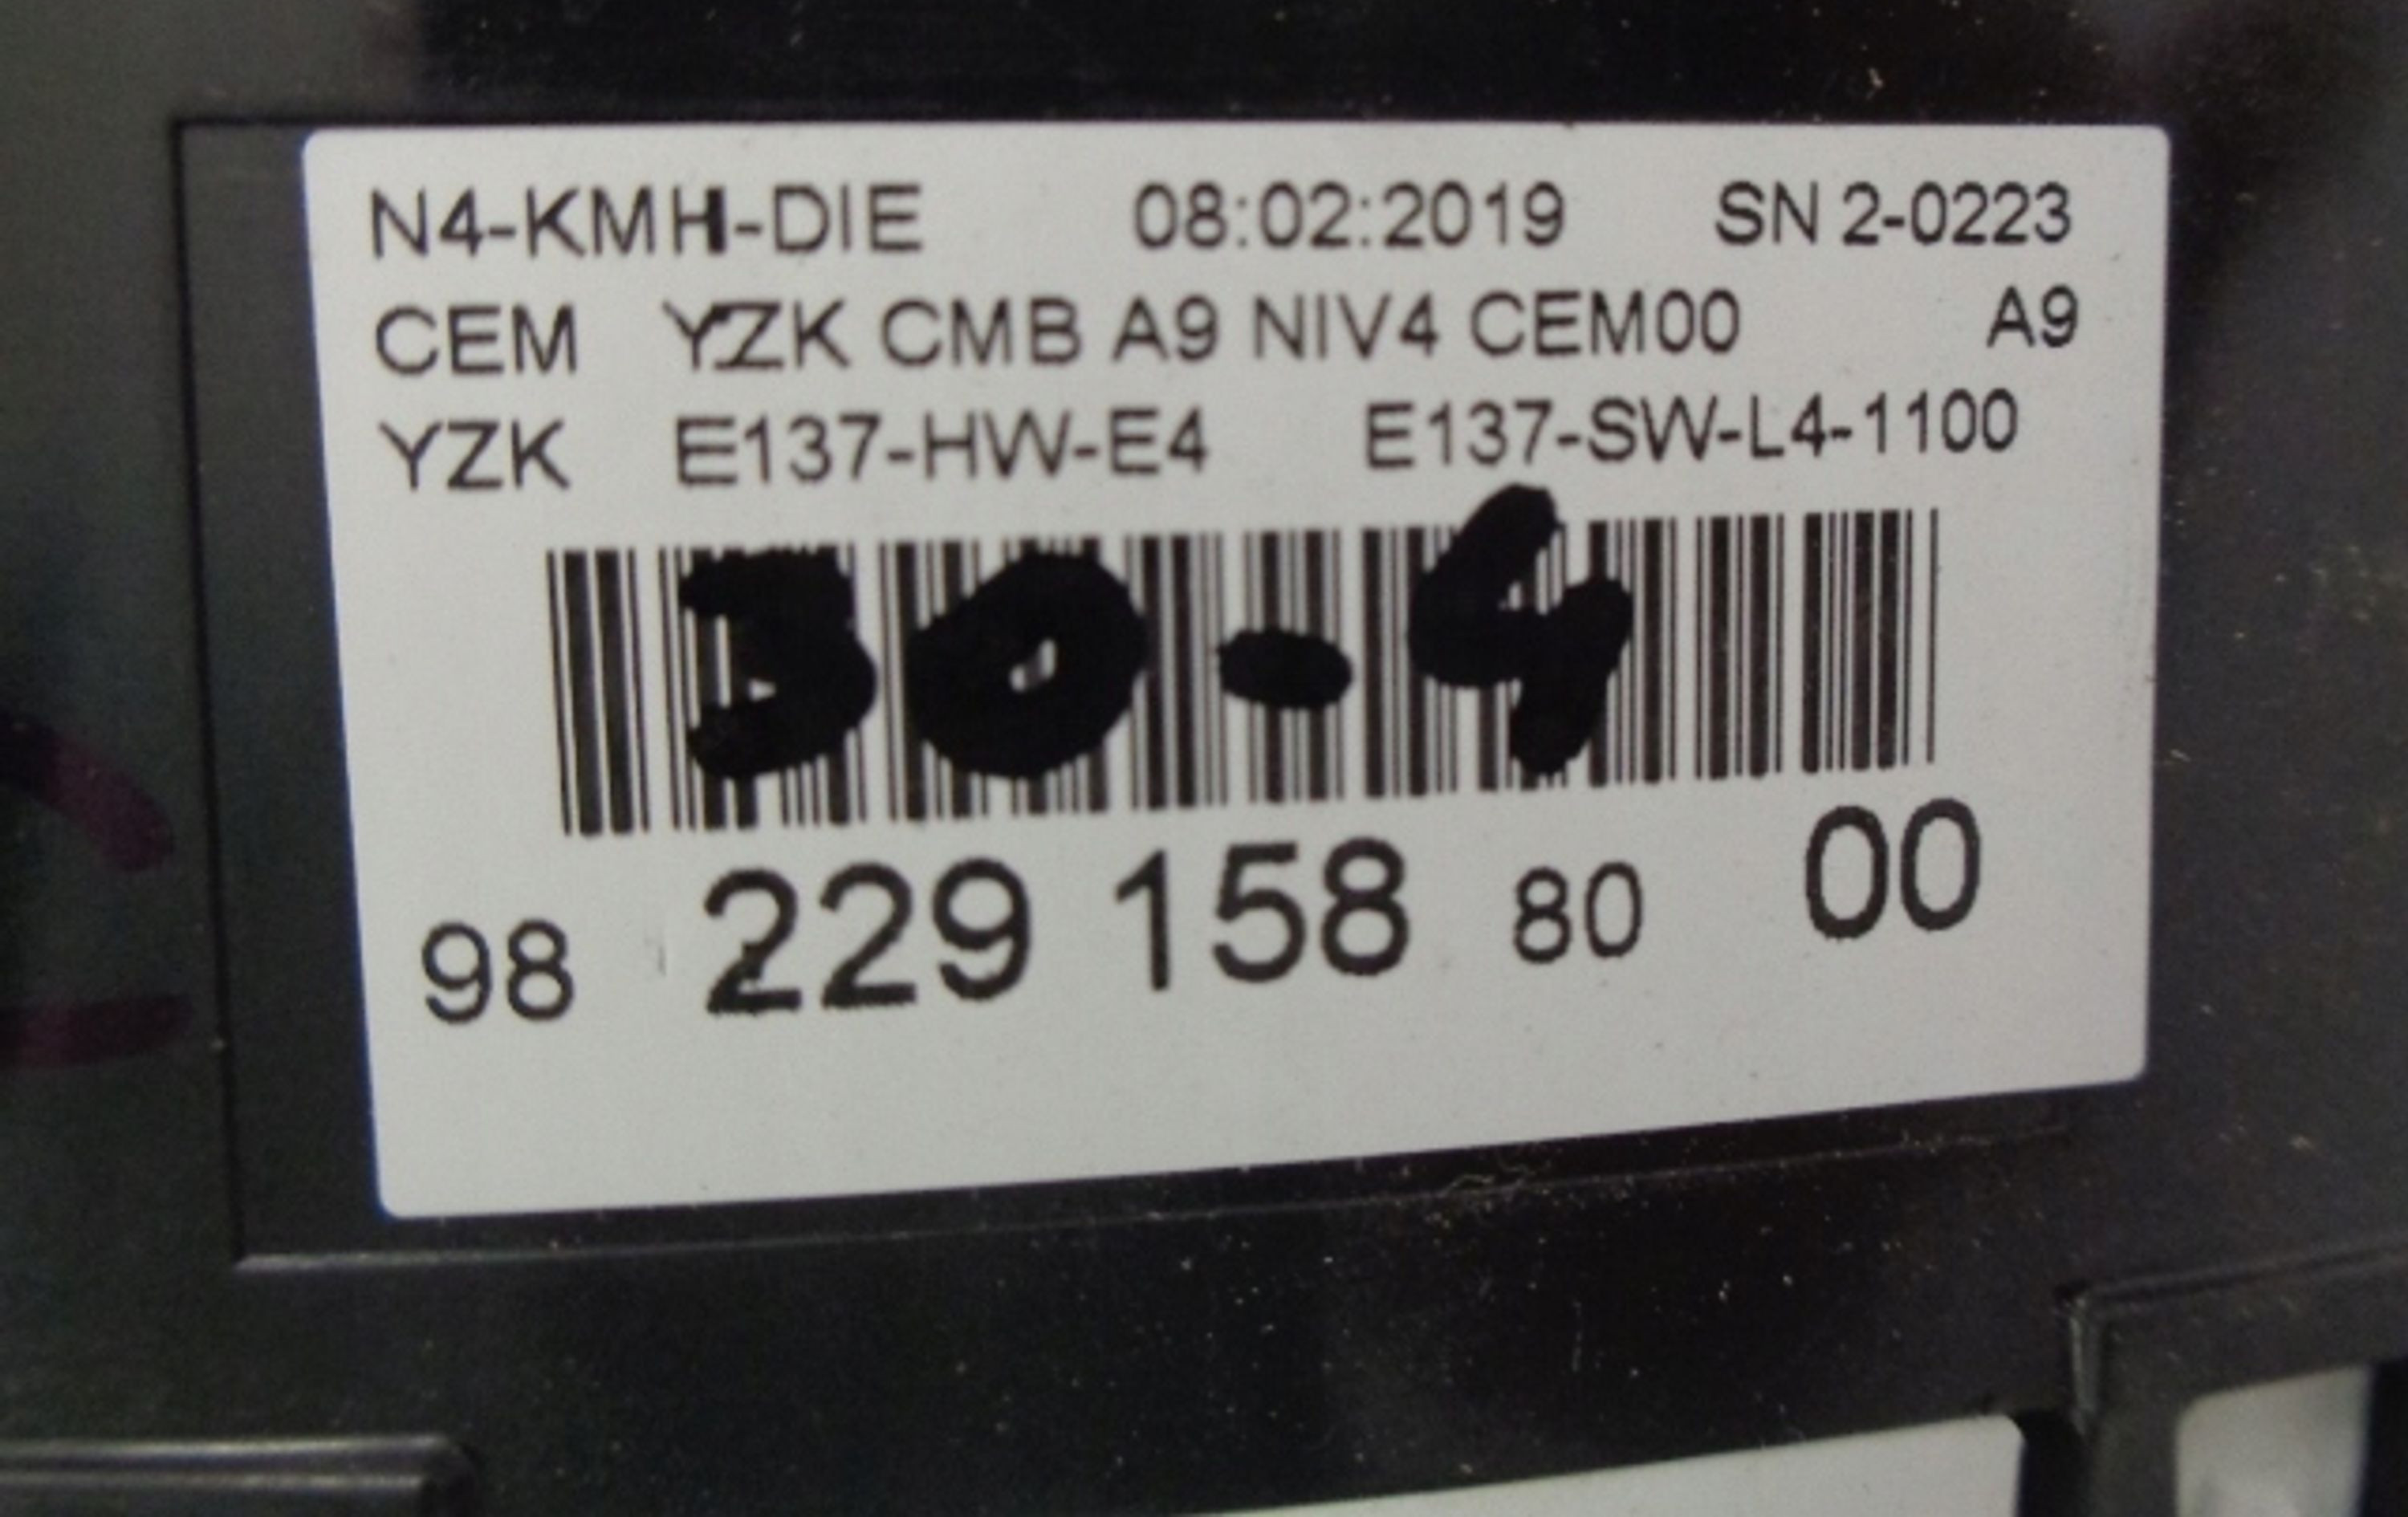 N4-KMH-DIE 08:02:2019 SN 2-0223
CEM YZK CMB A9 NIV4 CEM00 A9
YZK E137-HW-E4 E137-SW-L4-1100
30-4
98 229 158 80 00